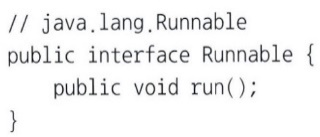 // java.lang.Runnable
public interface Runnable {
    public void run();
}